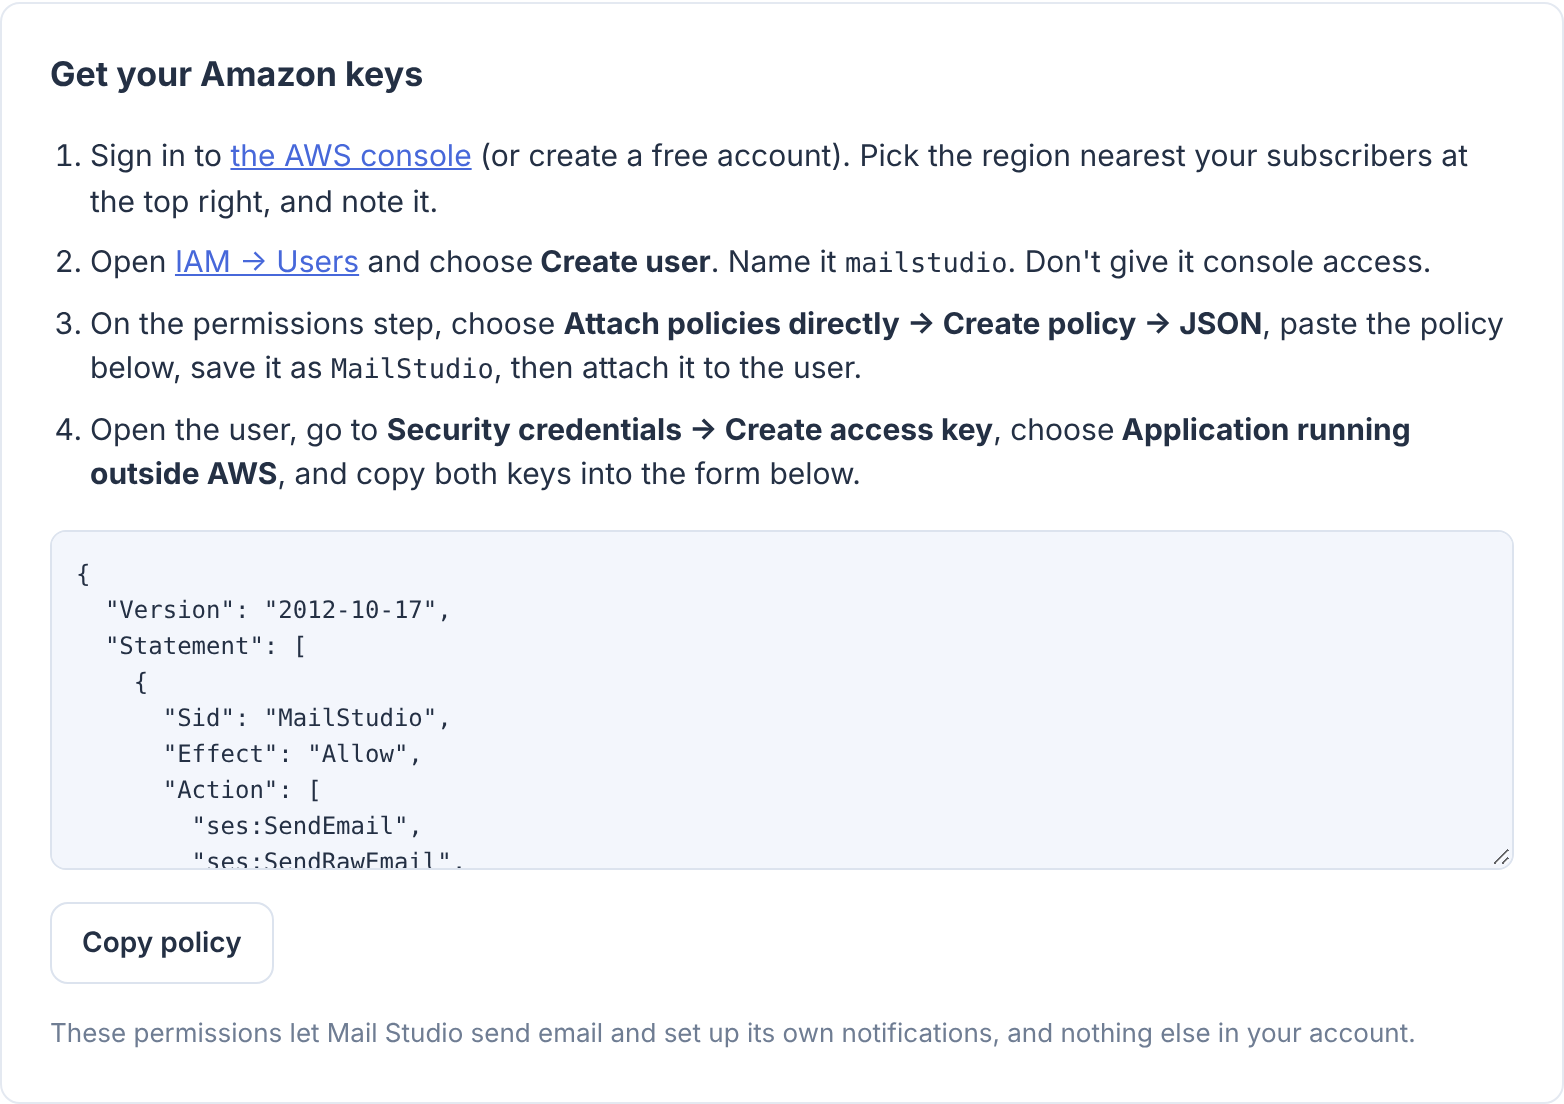 Get your Amazon keys
1. Sign in to the AWS console (or create a free account). Pick the region nearest your subscribers at
the top right, and note it.
2. Open IAM → Users and choose Create user. Name it mailstudio. Don't give it console access.
3. On the permissions step, choose Attach policies directly → Create policy → JSON, paste the policy
below, save it as MailStudio, then attach it to the user.
4. Open the user, go to Security credentials → Create access key, choose Application running
outside AWS, and copy both keys into the form below.
{
  "Version": "2012-10-17",
  "Statement": [
    {
      "Sid": "MailStudio",
      "Effect": "Allow",
      "Action": [
        "ses:SendEmail",
        "ses:SendRawEmail",
Copy policy
These permissions let Mail Studio send email and set up its own notifications, and nothing else in your account.